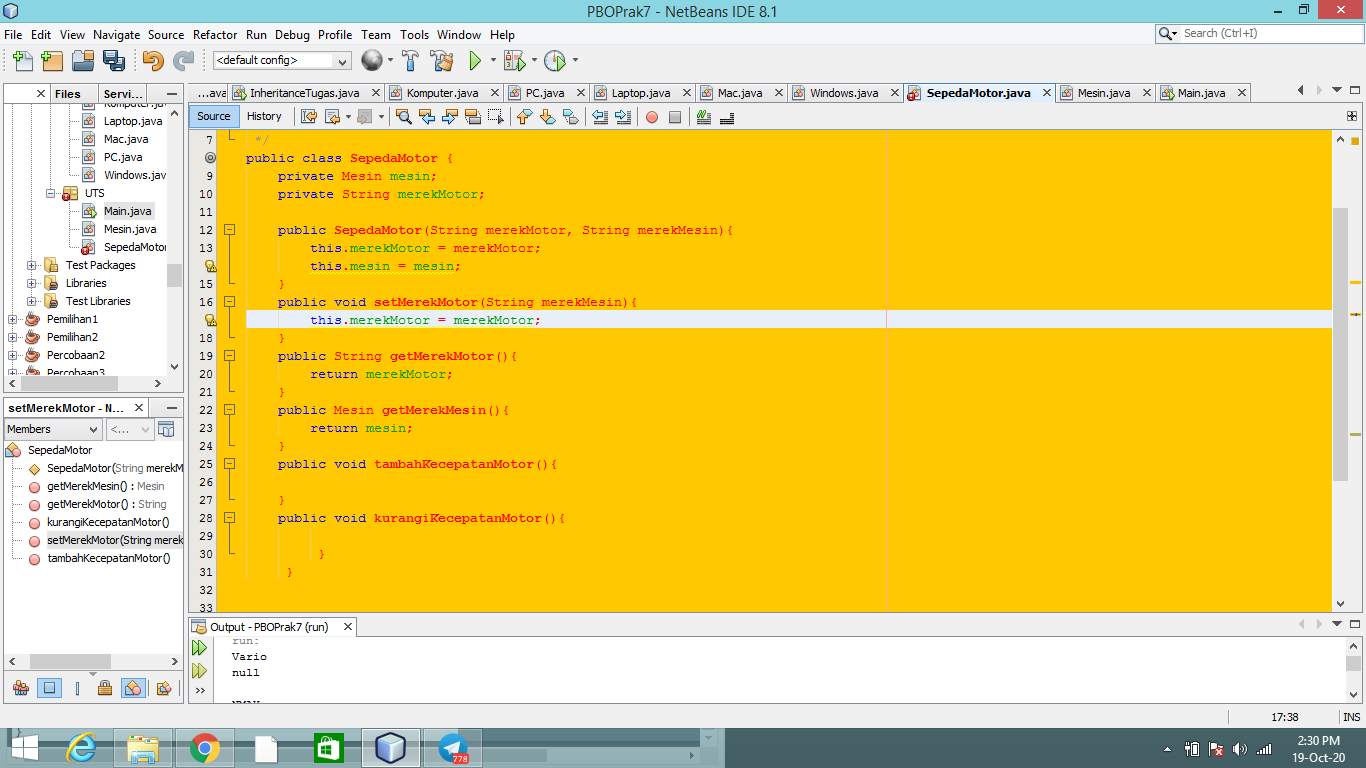 PBOPrak7 - NetBeans IDE 8.1
File Edit View Navigate Source Refactor Run Debug Profile Team Tools Window Help
Search (Ctrl+I)
<default config>
Files Servi...
...ava InheritanceTugas.java Komputer.java PC.java Laptop.java Mac.java Windows.java SepedaMotor.java Mesin.java Main.java
Source History
Komputer.java
Laptop.java
Mac.java
PC.java
Windows.jav
UTS
Main.java
Mesin.java
SepedaMotor
Test Packages
Libraries
Test Libraries
Pemilihan1
Pemilihan2
Percobaan2
Percobaan3
setMerekMotor - N...
Members <...
SepedaMotor
SepedaMotor(String merekM
getMerekMesin() : Mesin
getMerekMotor() : String
kurangiKecepatanMotor()
setMerekMotor(String merek
tambahKecepatanMotor()
7 */
public class SepedaMotor {
9 private Mesin mesin;
10 private String merekMotor;
11
12 public SepedaMotor(String merekMotor, String merekMesin){
13 this.merekMotor = merekMotor;
this.mesin = mesin;
15 }
16 public void setMerekMotor(String merekMesin){
this.merekMotor = merekMotor;
18 }
19 public String getMerekMotor(){
20 return merekMotor;
21 }
22 public Mesin getMerekMesin(){
23 return mesin;
24 }
25 public void tambahKecepatanMotor(){
26
27 }
28 public void kurangiKecepatanMotor(){
29
30 }
31 }
32
33
Output - PBOPrak7 (run)
run:
Vario
null
17:38 INS
778
2:30 PM
19-Oct-20